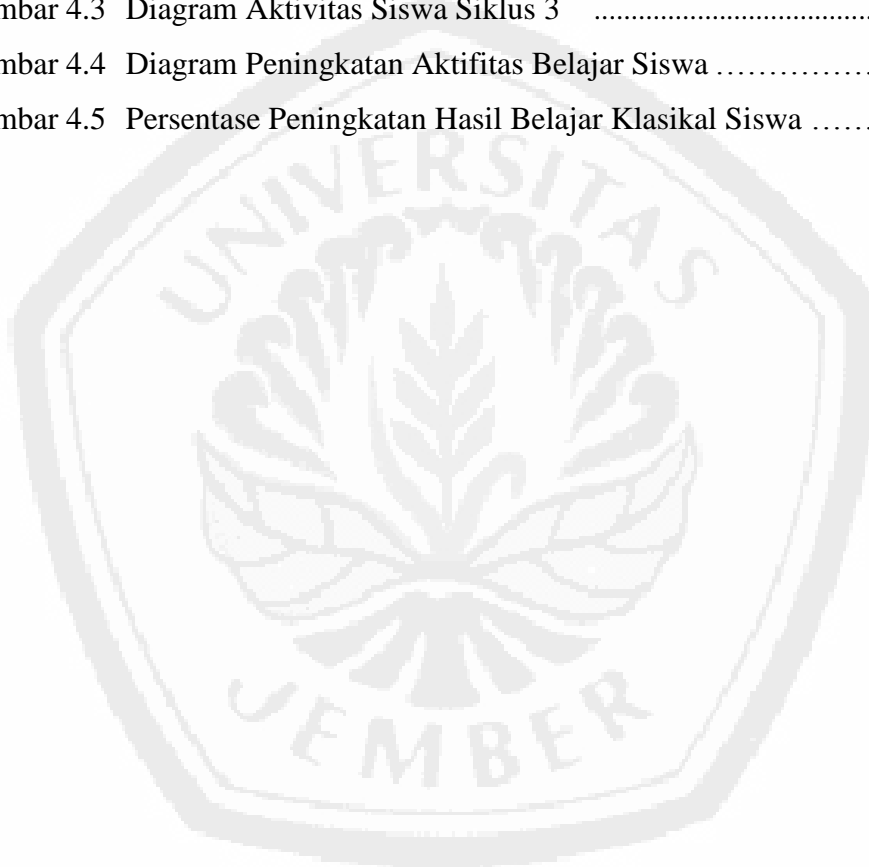 mbar 4.3 Diagram Aktivitas Siswa Siklus 3 ........................................
mbar 4.4 Diagram Peningkatan Aktifitas Belajar Siswa ................
mbar 4.5 Persentase Peningkatan Hasil Belajar Klasikal Siswa ......
UNIVERSITAS
JEMBER